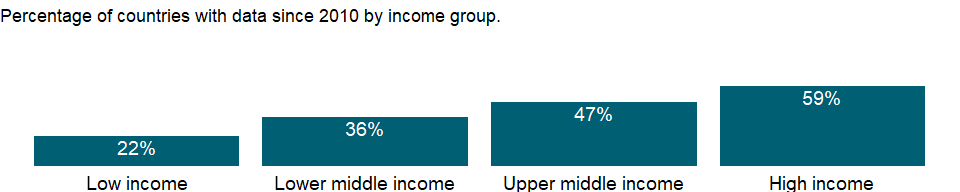 Percentage of countries with data since 2010 by income group.
22%
36%
47%
59%
Low income
Lower middle income
Upper middle income
High income